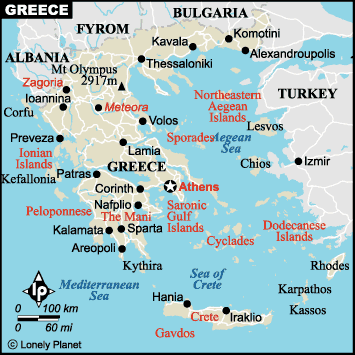 GREECE
BULGARIA
FYROM
Komotini
Kavala
ALBANIA
Alexandroupolis
Thessaloniki
Mt Olympus
2917m
Zagoria
TURKEY
Ioannina
Meteora
Northeastern
Aegean
Islands
Corfu
Volos
Lesvos
Preveza
Sporades
Aegean
Sea
Lamia
Ionian
Islands
GREECE
Chios
Izmir
Kefallonia
Patras
Athens
Corinth
Peloponnese
Nafplio
Saronic
Gulf
Islands
The Mani
Dodecanese
Islands
Kalamata
Sparta
Cyclades
Areopoli
Kythira
Rhodes
Sea of
Crete
Mediterranean
Sea
Karpathos
lp
Hania
Kassos
0
100 km
0
60 mi
Crete
Iraklio
Gavdos
© Lonely Planet